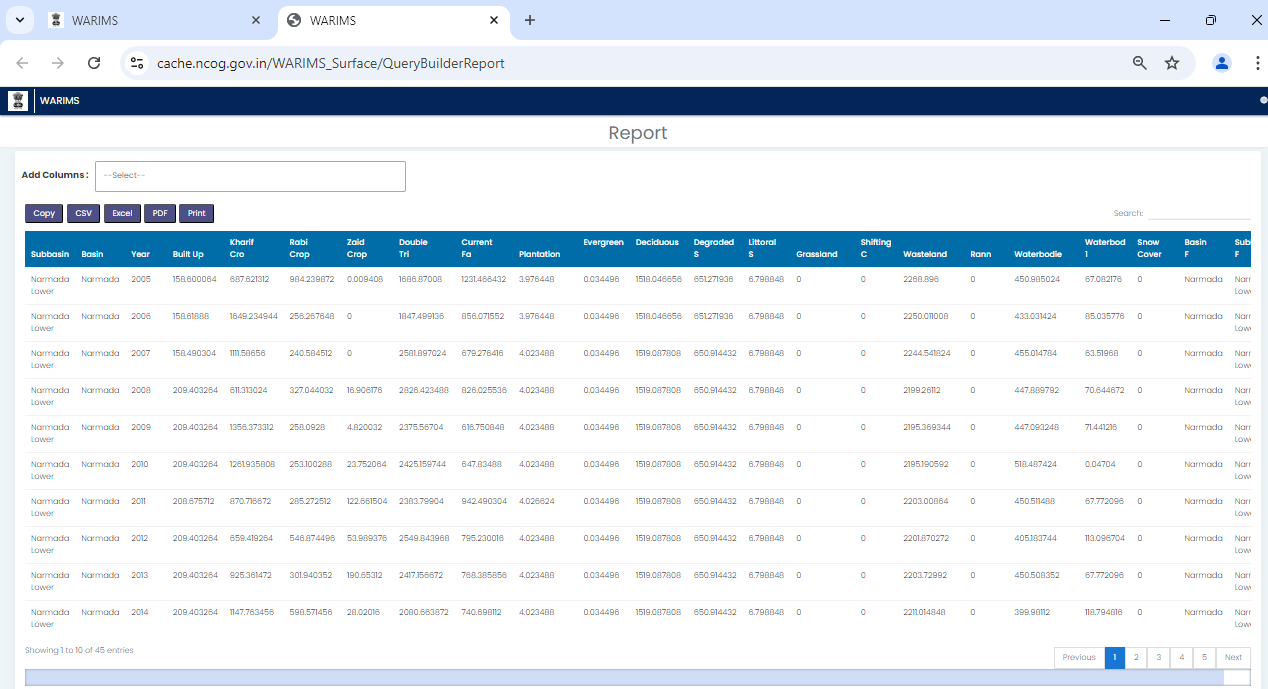 WARIMS
WARIMS
cache.ncog.gov.in/WARIMS_Surface/QueryBuilderReport
WARIMS
Report
Add Columns : --Select--
Copy CSV Excel PDF Print
Search:
Subbasin Basin Year Built Up Kharif Cro Rabi Crop Zaid Crop Double Tri Current Fa Plantation Evergreen Deciduous Degraded S Littoral S Grassland Shifting C Wasteland Rann Waterbodie Waterbod 1 Snow Cover Basin F Sub F
Narmada Lower Narmada 2005 158.600064 687.621312 984.239872 0.009408 1686.87008 1231.466432 3.976448 0.034496 1518.046656 651.271936 6.798848 0 0 2268.896 0 450.985024 67.082176 0 Narmada
Narmada Lower Narmada 2006 158.61888 1649.234944 256.267648 0 1847.499136 856.071552 3.976448 0.034496 1518.046656 651.271936 6.798848 0 0 2250.011008 0 433.031424 85.035776 0 Narmada
Narmada Lower Narmada 2007 158.490304 1111.58656 240.584512 0 2581.897024 679.276416 4.023488 0.034496 1519.087808 650.914432 6.798848 0 0 2244.541824 0 455.014784 63.51968 0 Narmada
Narmada Lower Narmada 2008 209.403264 611.313024 327.044032 16.906176 2826.423488 826.025536 4.023488 0.034496 1519.087808 650.914432 6.798848 0 0 2199.26112 0 447.889792 70.644672 0 Narmada
Narmada Lower Narmada 2009 209.403264 1356.373312 258.0928 4.820032 2375.56704 616.750848 4.023488 0.034496 1519.087808 650.914432 6.798848 0 0 2195.369344 0 447.093248 71.441216 0 Narmada
Narmada Lower Narmada 2010 209.403264 1261.935808 253.100288 23.752064 2425.159744 647.83488 4.023488 0.034496 1519.087808 650.914432 6.798848 0 0 2195.190592 0 518.487424 0.04704 0 Narmada
Narmada Lower Narmada 2011 208.675712 870.716672 285.272512 122.661504 2383.79904 942.490304 4.026624 0.034496 1519.087808 650.914432 6.798848 0 0 2203.00864 0 450.511488 67.772096 0 Narmada
Narmada Lower Narmada 2012 209.403264 659.419264 546.874496 53.989376 2549.843968 795.230016 4.023488 0.034496 1519.087808 650.914432 6.798848 0 0 2201.870272 0 405.183744 113.096704 0 Narmada
Narmada Lower Narmada 2013 209.403264 925.361472 301.940352 190.65312 2417.156672 768.385856 4.023488 0.034496 1519.087808 650.914432 6.798848 0 0 2203.72992 0 450.508352 67.772096 0 Narmada
Narmada Lower Narmada 2014 209.403264 1147.763456 598.571456 28.02016 2080.663872 740.698112 4.023488 0.034496 1519.087808 650.914432 6.798848 0 0 2211.014848 0 399.98112 118.794816 0 Narmada
Showing 1 to 10 of 45 entries
Previous 1 2 3 4 5 Next